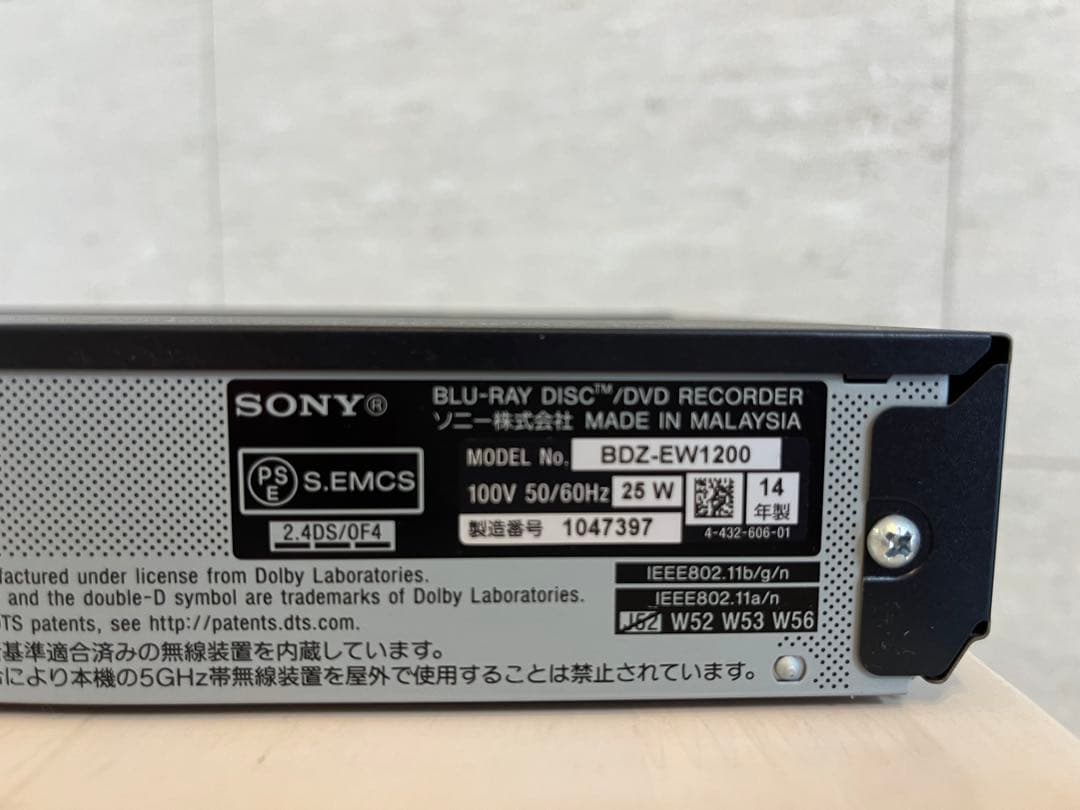 SONY®
BLU-RAY DISC™/DVD RECORDER
ソニー株式会社 MADE IN MALAYSIA
PSE S.EMCS
MODEL No. BDZ-EW1200
100V 50/60Hz 25 W
14年製
製造番号 1047397
4-432-606-01
2.4DS/OF4
factured under license from Dolby Laboratories.
and the double-D symbol are trademarks of Dolby Laboratories.
DTS patents, see http://patents.dts.com.
基準適合済みの無線装置を内蔵しています。
により本機の5GHz帯無線装置を屋外で使用することは禁止されています。
IEEE802.11b/g/n
IEEE802.11a/n
J52 W52 W53 W56